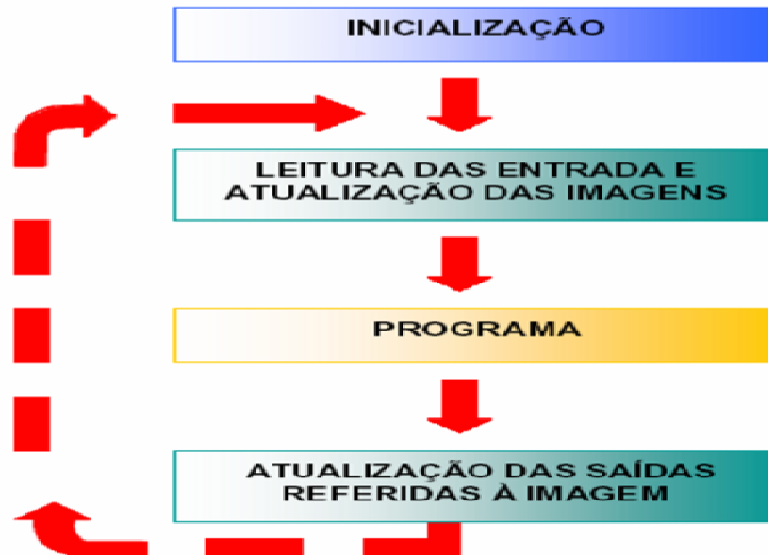 INICIALIZAÇÃO
LEITURA DAS ENTRADA E
ATUALIZAÇÃO DAS IMAGENS
PROGRAMA
ATUALIZAÇÃO DAS SAÍDAS
REFERIDAS À IMAGEM